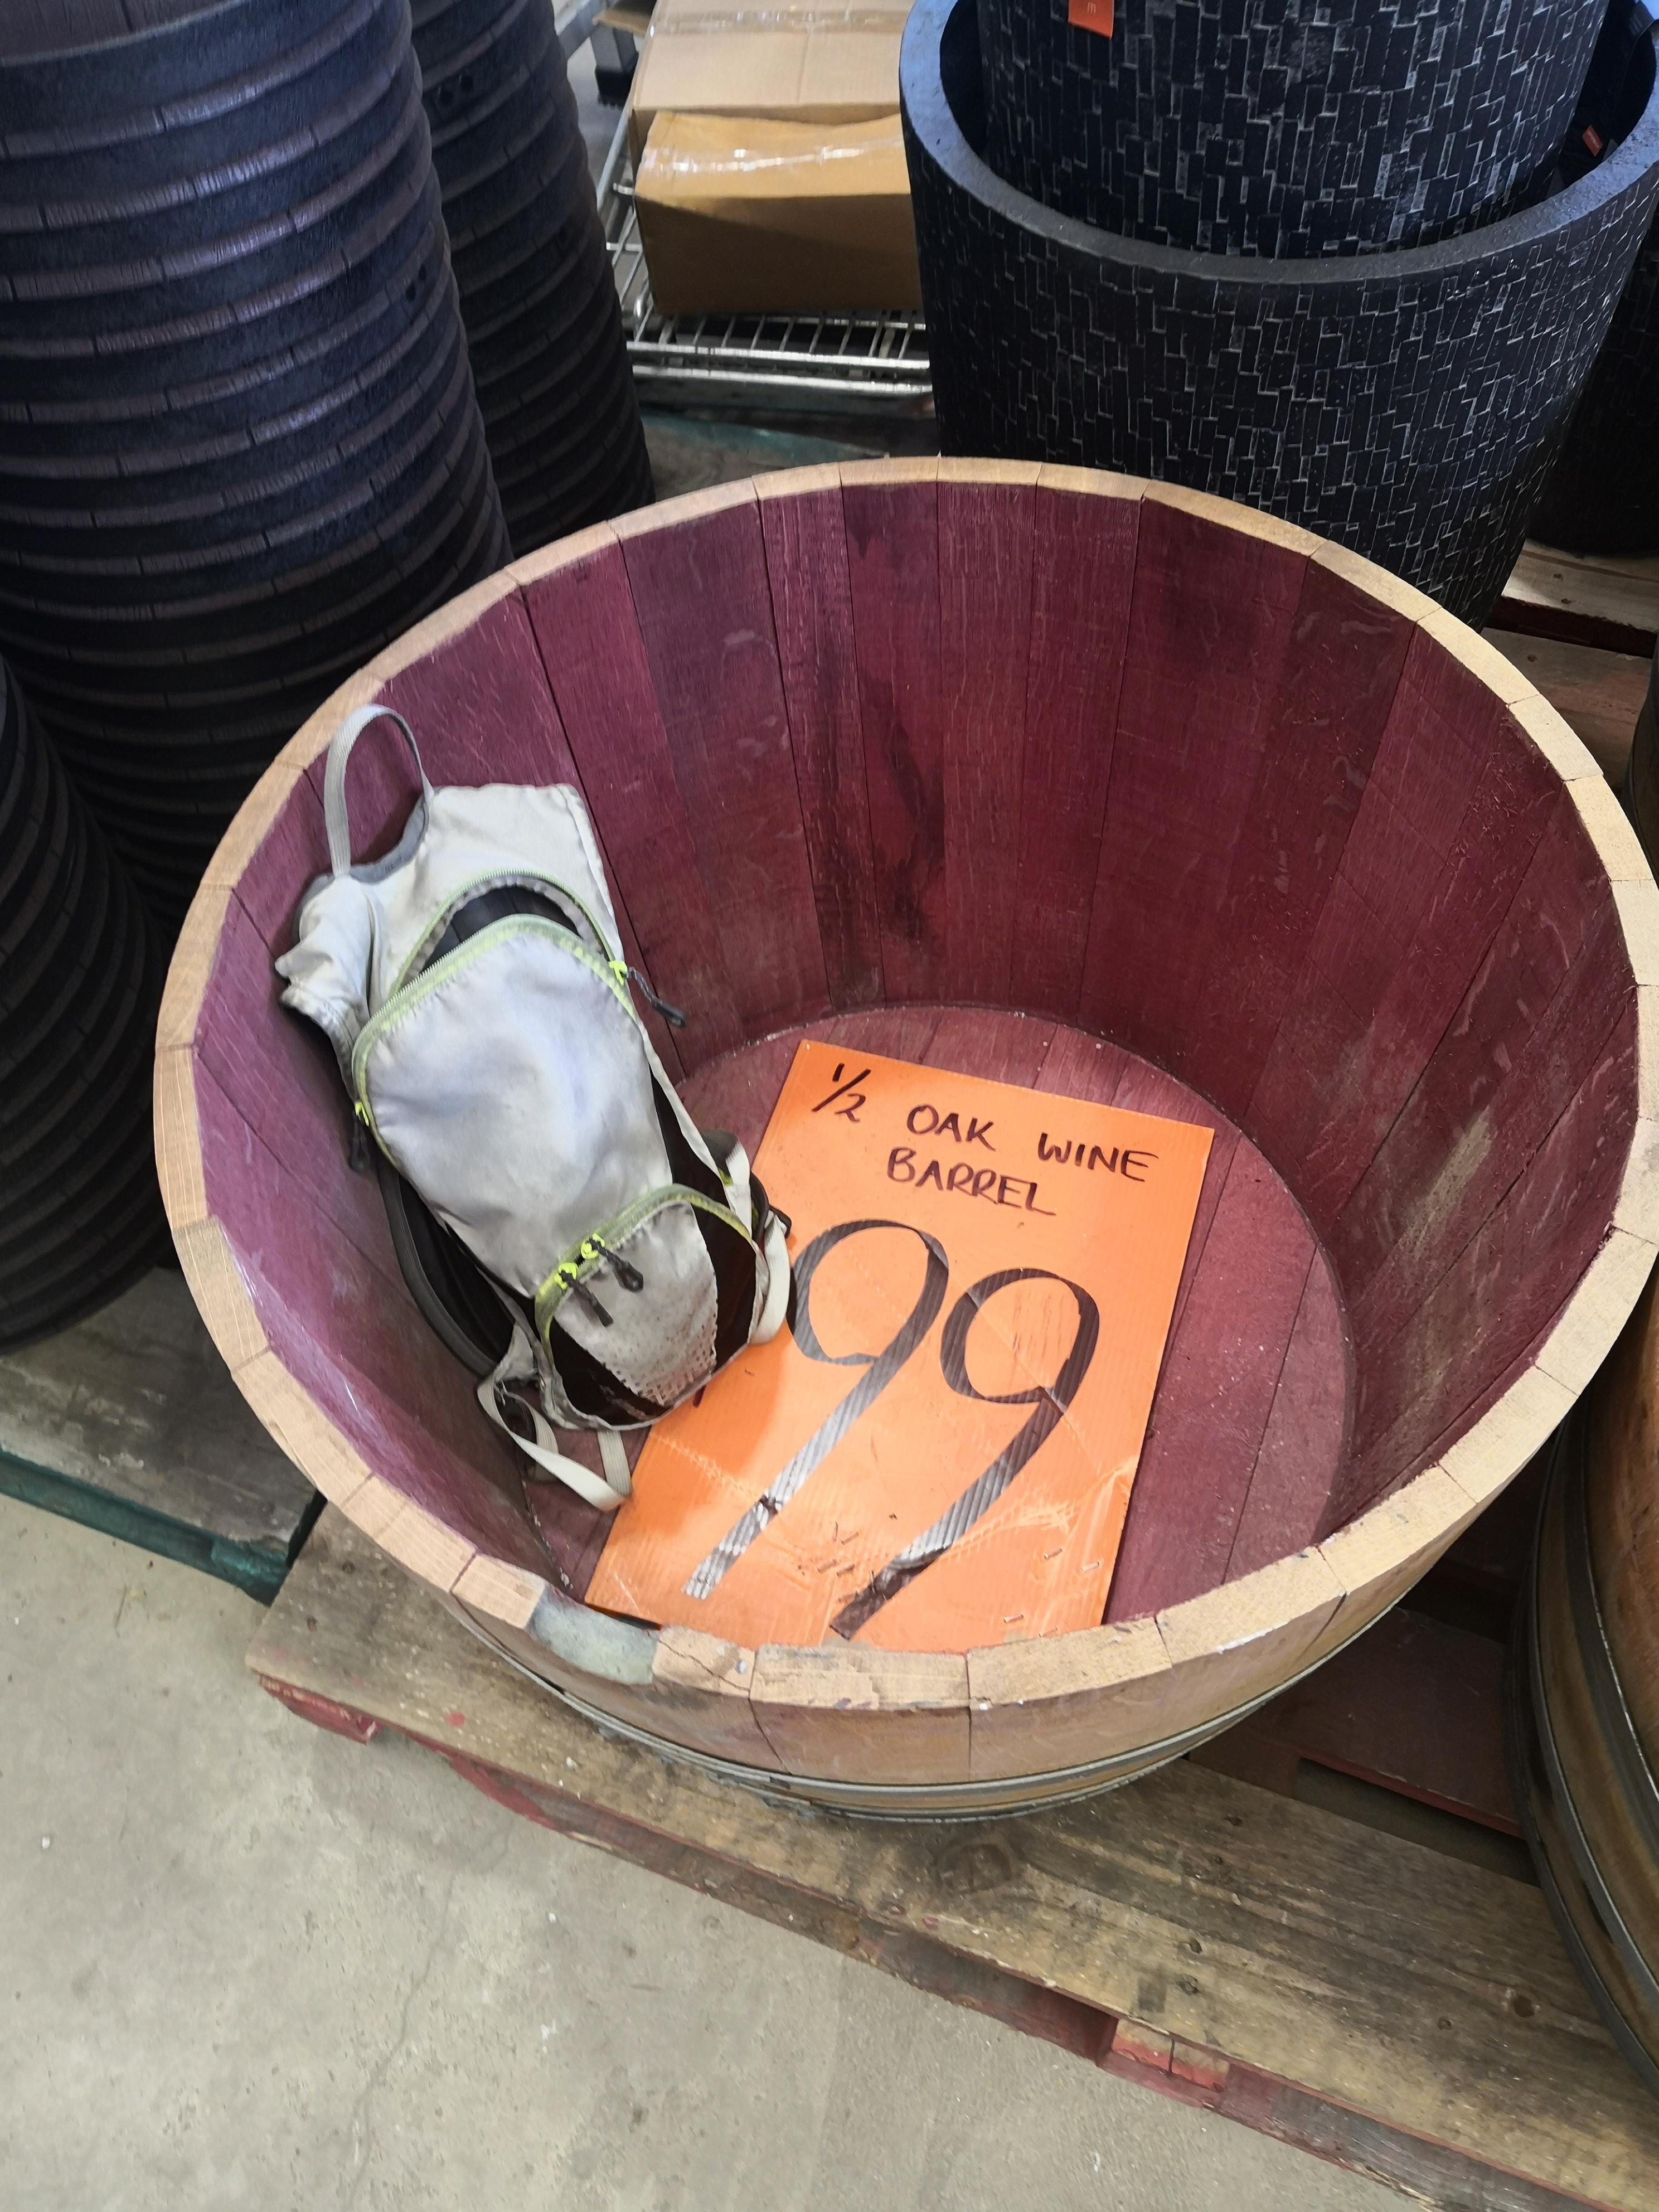 1/2 OAK WINE
BARREL
99